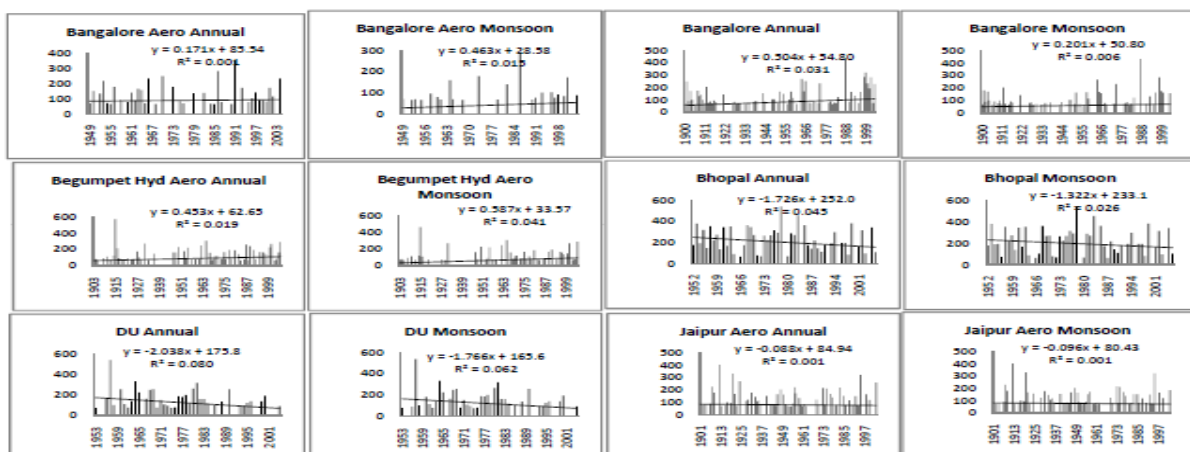 Bangalore Aero Annual
y = 0.171x + 85.54
R² = 0.001
400
300
200
100
0
1949 1955 1961 1967 1973 1979 1985 1991 1997 2003
Bangalore Aero Monsoon
y = 0.463x + 28.58
R² = 0.015
300
200
100
0
1949 1956 1963 1970 1977 1984 1991 1998
Bangalore Annual
y = 0.504x + 54.80
R² = 0.031
500
400
300
200
100
0
1900 1911 1922 1933 1944 1955 1966 1977 1988 1999
Bangalore Monsoon
y = 0.201x + 50.80
R² = 0.006
500
400
300
200
100
0
1900 1911 1922 1933 1944 1955 1966 1977 1988 1999
Begumpet Hyd Aero Annual
y = 0.453x + 62.65
R² = 0.019
600
400
200
0
1903 1915 1927 1939 1951 1963 1975 1987 1999
Begumpet Hyd Aero
Monsoon
y = 0.587x + 33.57
R² = 0.041
600
400
200
0
1903 1915 1927 1939 1951 1963 1975 1987 1999
Bhopal Annual
y = -1.726x + 252.0
R² = 0.045
600
400
200
0
1952 1959 1966 1973 1980 1987 1994 2001
Bhopal Monsoon
y = -1.322x + 233.1
R² = 0.026
600
400
200
0
1952 1959 1966 1973 1980 1987 1994 2001
DU Annual
y = -2.038x + 175.8
R² = 0.080
600
400
200
0
1953 1959 1965 1971 1977 1983 1989 1995 2001
DU Monsoon
y = -1.766x + 165.6
R² = 0.062
600
400
200
0
1953 1959 1965 1971 1977 1983 1989 1995 2001
Jaipur Aero Annual
y = -0.088x + 84.94
R² = 0.001
500
400
300
200
100
0
1901 1913 1925 1937 1949 1961 1973 1985 1997
Jaipur Aero Monsoon
y = -0.096x + 80.43
R² = 0.001
500
400
300
200
100
0
1901 1913 1925 1937 1949 1961 1973 1985 1997